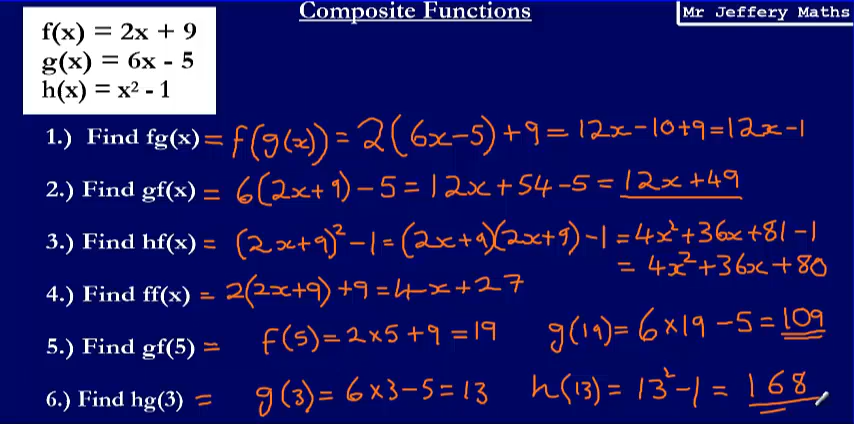 Composite Functions
Mr Jeffery Maths
f(x) = 2x + 9
g(x) = 6x - 5
h(x) = x² - 1
1.) Find fg(x) = f(g(x)) = 2(6x-5)+9 = 12x-10+9=12x-1
2.) Find gf(x) = 6(2x+9)-5=12x+54-5=12x+49
3.) Find hf(x) = (2x+9)²-1=(2x+9)(2x+9)-1=4x²+36x+81-1
= 4x²+36x+80
4.) Find ff(x) = 2(2x+9)+9=4x+27
5.) Find gf(5) = f(5)=2×5+9=19 g(19)=6×19-5=109
6.) Find hg(3) = g(3)=6×3-5=13 h(13)=13²-1=168